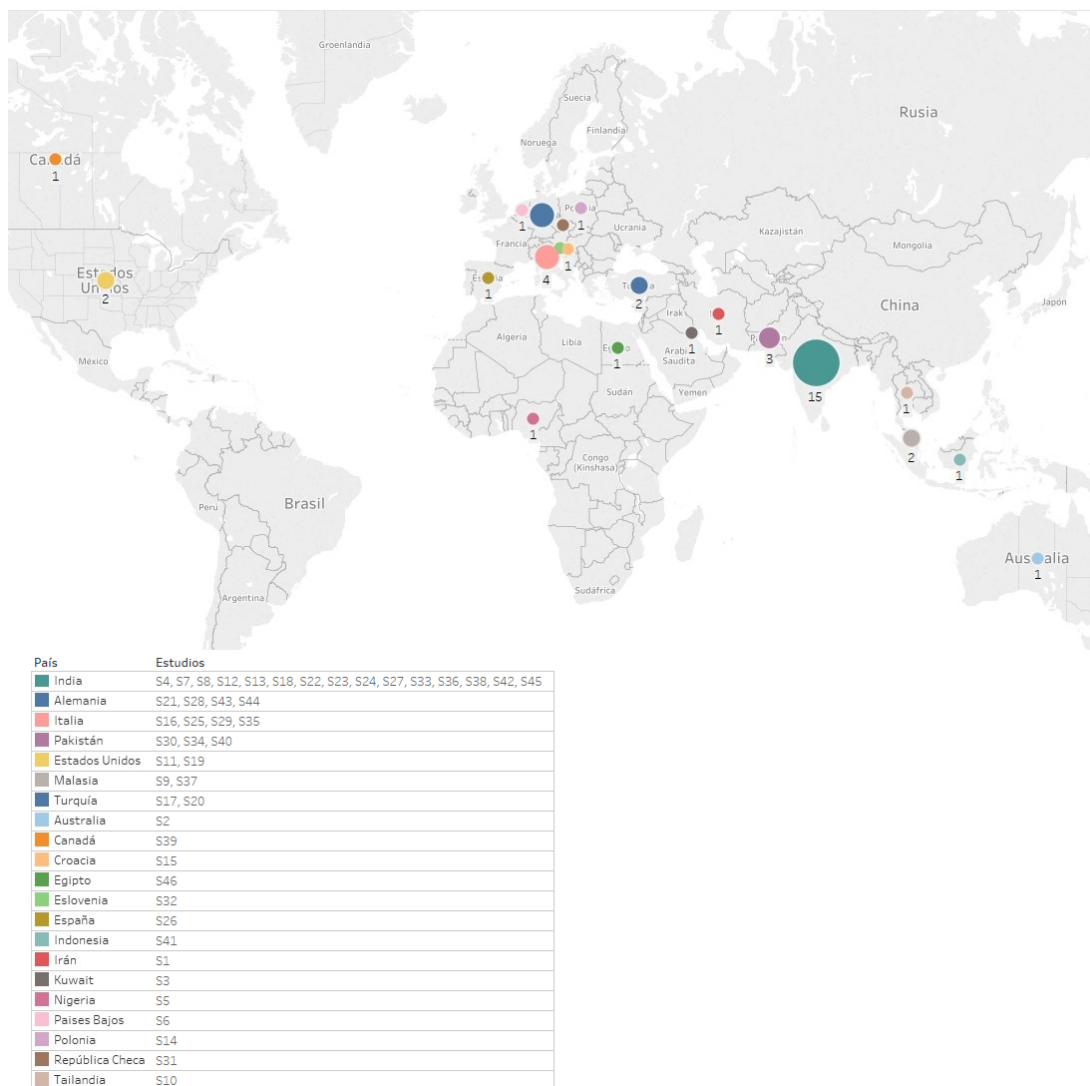 Groenlandia
Suecia
Finlandia
Noruega
Rusia
Ca dá
1
1
1
Ucrania
Francia
Kazajistán
Mongolia
Estados
Unidos
2
1
4
1
2
Irak
1
China
Japón
México
Argelia
Libia
1
Arabi
Saudita
1
3
Sudán
Yemen
15
1
1
2
1
Congo
(Kinshasa)
Perú
Brasil
Aus alia
1
Sudáfrica
Argentina
País Estudios
India S4, S7, S8, S12, S13, S18, S22, S23, S24, S27, S33, S36, S38, S42, S45
Alemania S21, S28, S43, S44
Italia S16, S25, S29, S35
Pakistán S30, S34, S40
Estados Unidos S11, S19
Malasia S9, S37
Turquía S17, S20
Australia S2
Canadá S39
Croacia S15
Egipto S46
Eslovenia S32
España S26
Indonesia S41
Irán S1
Kuwait S3
Nigeria S5
Paises Bajos S6
Polonia S14
República Checa S31
Tailandia S10